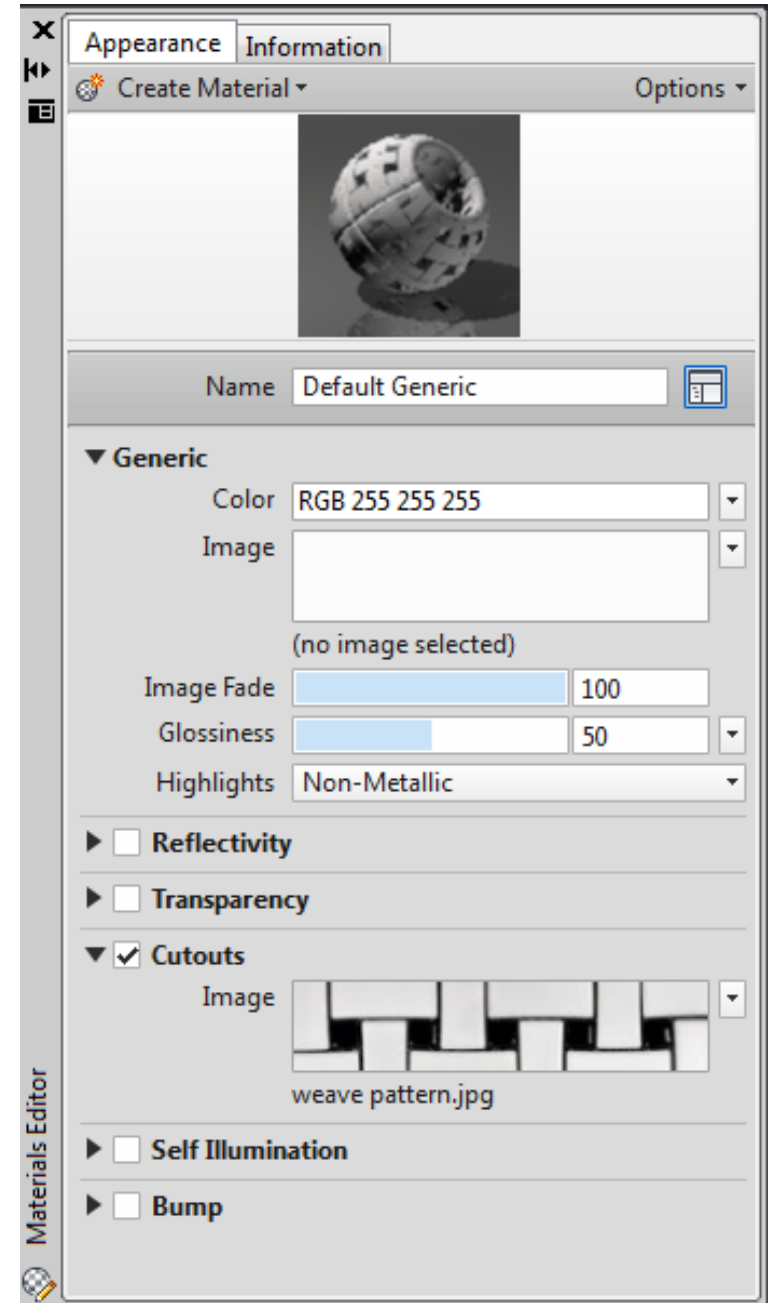 Appearance Information
Create Material Options
Name Default Generic
Generic
Color RGB 255 255 255
Image
(no image selected)
Image Fade 100
Glossiness 50
Highlights Non-Metallic
Reflectivity
Transparency
Cutouts
Image
weave pattern.jpg
Self Illumination
Bump
Materials Editor